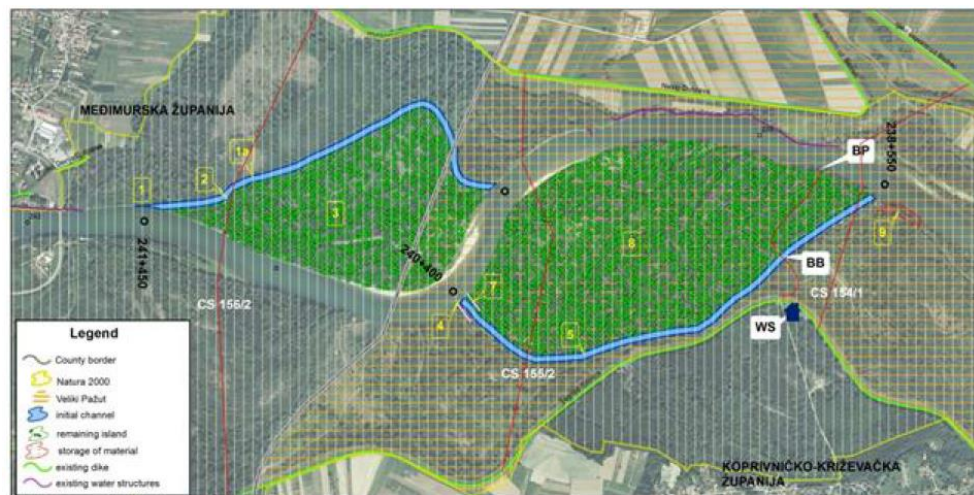 MEĐIMURSKA ŽUPANIJA
1
2
1a
3
241+450
CS 156/2
240+400
4
7
5
CS 155/2
8
BP
238+550
9
BB
CS 154/1
WS
KOPRIVNIČKO-KRIŽEVAČKA
ŽUPANIJA
Legend
County border
Natura 2000
Veliki Pažut
initial channel
remaining island
storage of material
existing dike
existing water structures